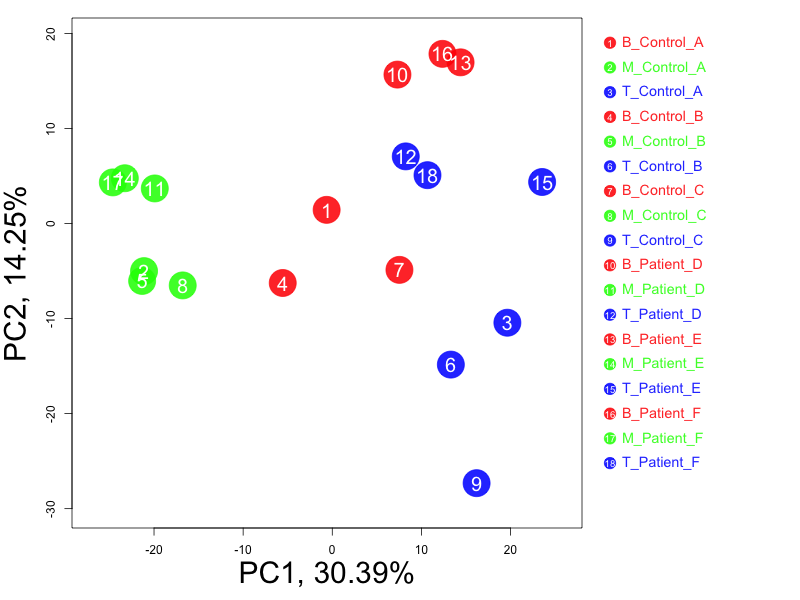 20
10
0
-10
-20
-30
PC2, 14.25%
-20
-10
0
10
20
PC1, 30.39%
16
13
10
12
18
15
17
14
11
1
2
5
8
4
7
3
6
9
1 B_Control_A
2 M_Control_A
3 T_Control_A
4 B_Control_B
5 M_Control_B
6 T_Control_B
7 B_Control_C
8 M_Control_C
9 T_Control_C
10 B_Patient_D
11 M_Patient_D
12 T_Patient_D
13 B_Patient_E
14 M_Patient_E
15 T_Patient_E
16 B_Patient_F
17 M_Patient_F
18 T_Patient_F